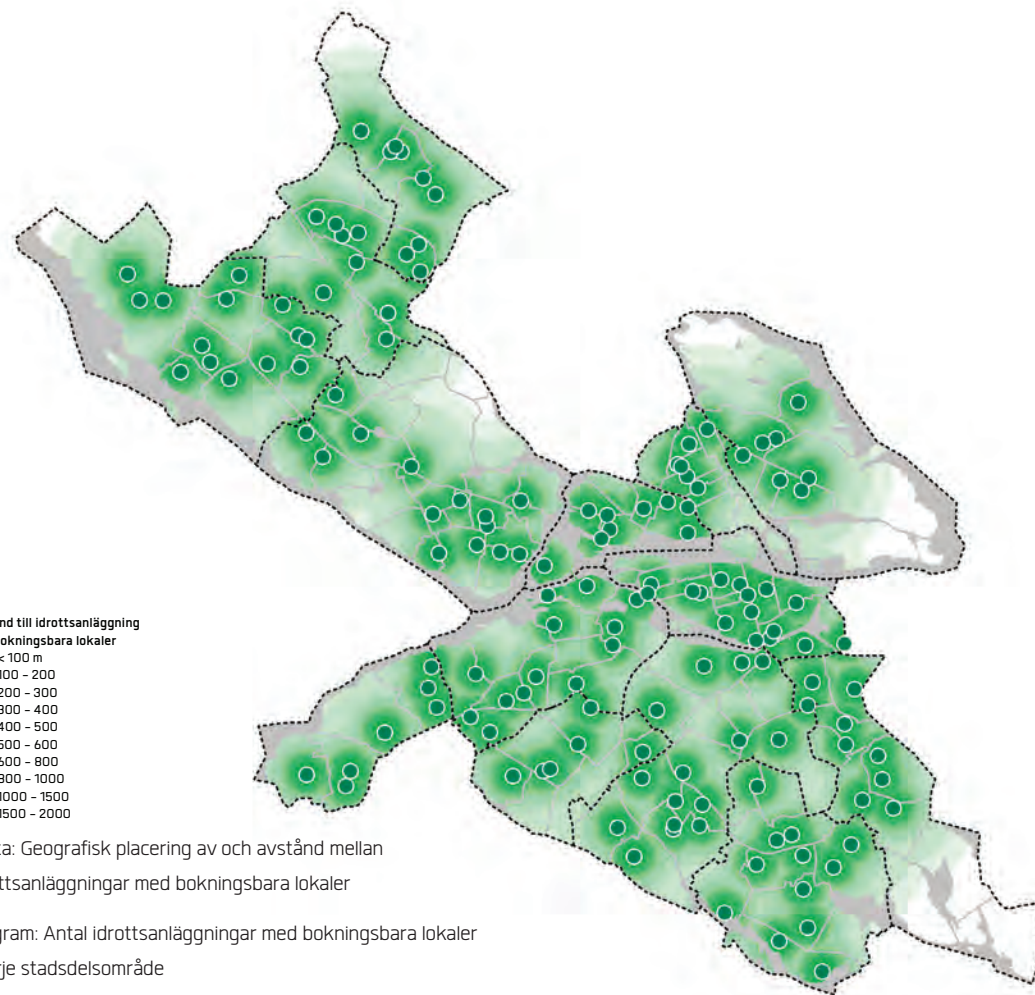 nd till idrottsanläggning
bokningsbara lokaler
< 100 m
100 - 200
200 - 300
300 - 400
400 - 500
500 - 600
600 - 800
800 - 1000
1000 - 1500
1500 - 2000
ta: Geografisk placering av och avstånd mellan
ottsanläggningar med bokningsbara lokaler
gram: Antal idrottsanläggningar med bokningsbara lokaler
rje stadsdelsområde